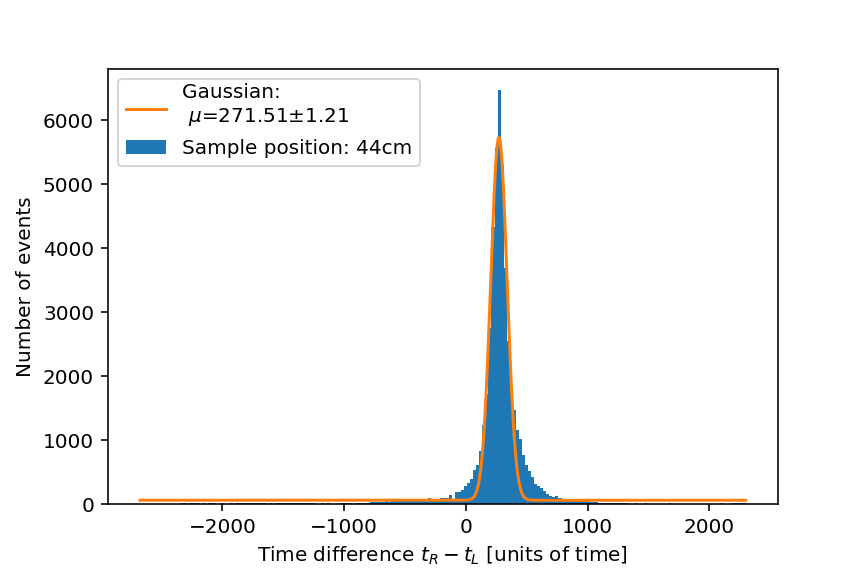 Gaussian:
μ=271.51±1.21
Sample position: 44cm
Number of events
6000
5000
4000
3000
2000
1000
0
−2000 −1000 0 1000 2000
Time difference t_R − t_L [units of time]